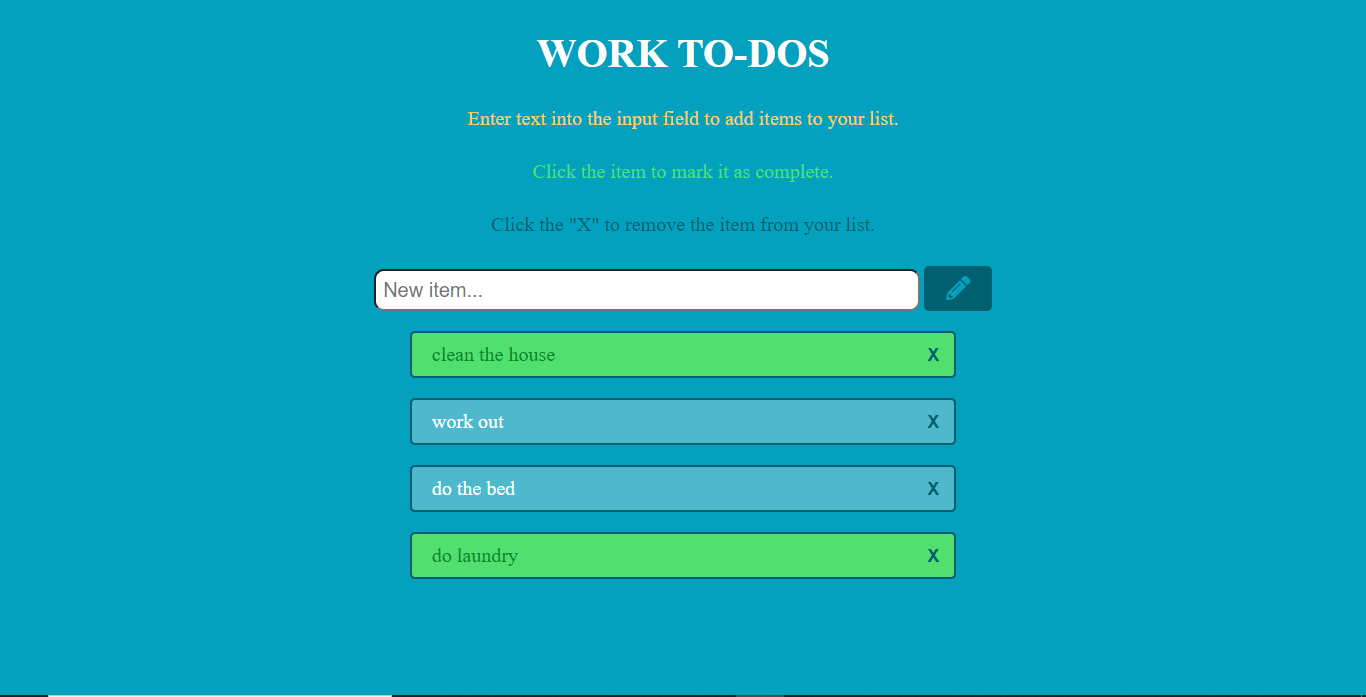 WORK TO-DOS
Enter text into the input field to add items to your list.
Click the item to mark it as complete.
Click the "X" to remove the item from your list.
New item...
clean the house X
work out X
do the bed X
do laundry X